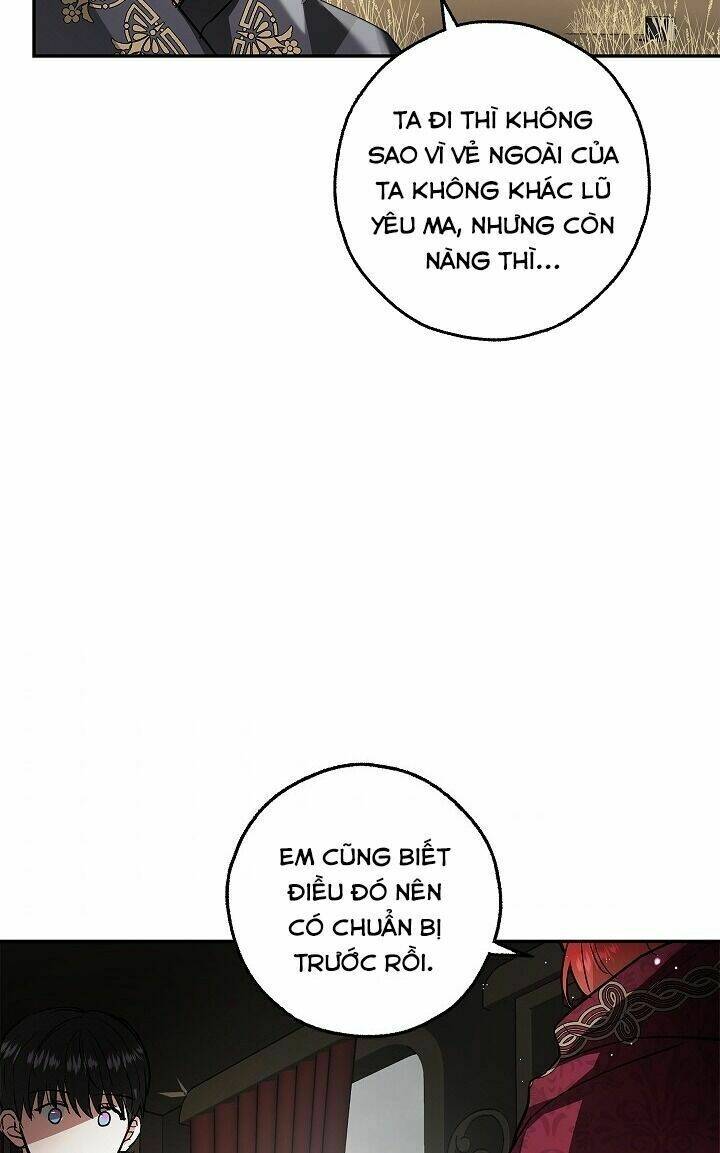 TA ĐI THÌ KHÔNG
SAO VÌ VẺ NGOÀI CỦA
TA KHÔNG KHÁC LŨ
YÊU MA, NHƯNG CÒN
NÀNG THÌ...
EM CŨNG BIẾT
ĐIỀU ĐÓ NÊN
CÓ CHUẨN BỊ
TRƯỚC RỒI.